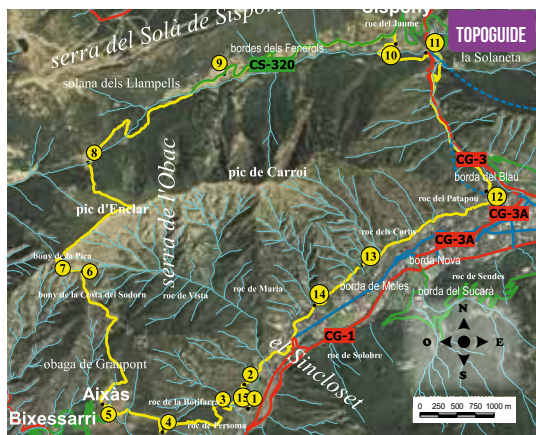 Sispony
roc del Jaume
TOPOGUIDE
serra del Solà de Sispony
bordes dels Fenerols
11
10
la Solaneta
9
CS-320
solana dels Llampells
8
CG-3
borda del Blau
pic de Carroi
roc del Patapou
12
pic d'Enclar
serra de l'Obac
CG-3A
roc dels Corbs
CG-3A
bony de la Pica
13
borda Nova
7
6
roc de Sendes
bony de la Costa del Sodorn
roc de Vista
roc de Maria
14
borda de Moles
borda del Sucarà
N
CG-1
O
E
el Sincloset
roc de Solobre
S
obaga de Graupont
2
Aixàs
roc de la Botifarra
3
15
1
0 250 500 750 1000 m
5
Bixessarri
4
roc de Persoma